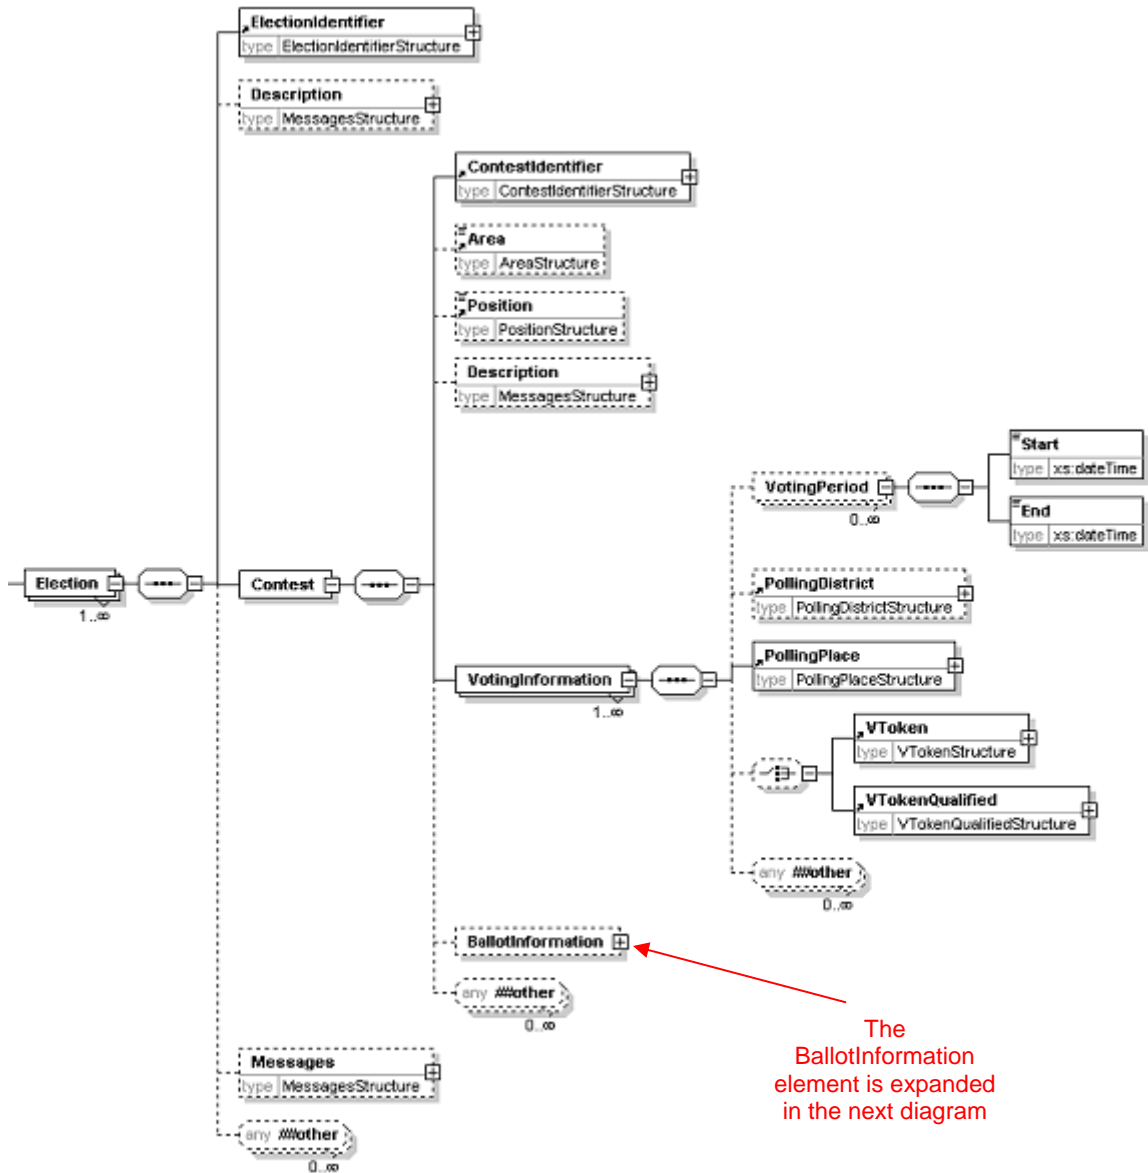 ElectionIdentifier
type ElectionIdentifierStructure
Description
type MessagesStructure
ContestIdentifier
type ContestIdentifierStructure
Area
type AreaStructure
Position
type PositionStructure
Description
type MessagesStructure
Start
type xs:dateTime
VotingPeriod
0..∞
End
type xs:dateTime
Election
1..∞
Contest
PollingDistrict
type PollingDistrictStructure
PollingPlace
type PollingPlaceStructure
VotingInformation
1..∞
VToken
type VTokenStructure
VTokenQualified
type VTokenQualifiedStructure
any ##other
0..∞
BallotInformation
any ##other
0..∞
The
BallotInformation
element is expanded
in the next diagram
Messages
type MessagesStructure
any ##other
0..∞